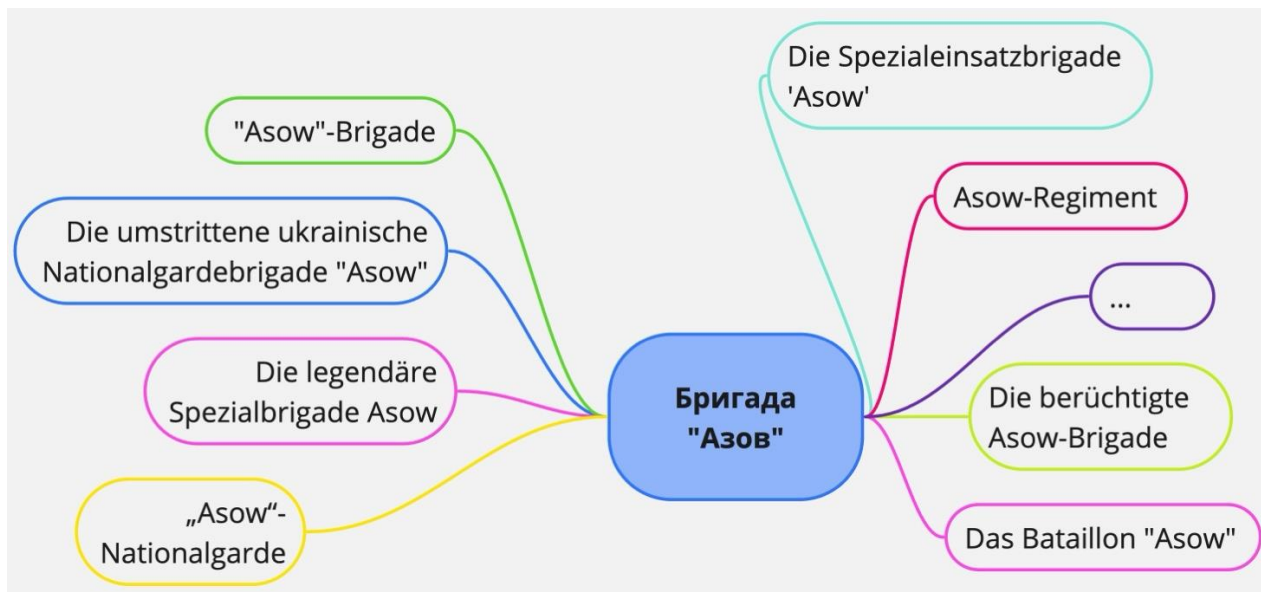 "Asow"-Brigade
Die umstrittene ukrainische
Nationalgardebrigade "Asow"
Die legendäre
Spezialbrigade Asow
„Asow“-
Nationalgarde
Бригада
"Азов"
Die Spezialeinsatzbrigade
'Asow'
Asow-Regiment
...
Die berüchtigte
Asow-Brigade
Das Bataillon "Asow"